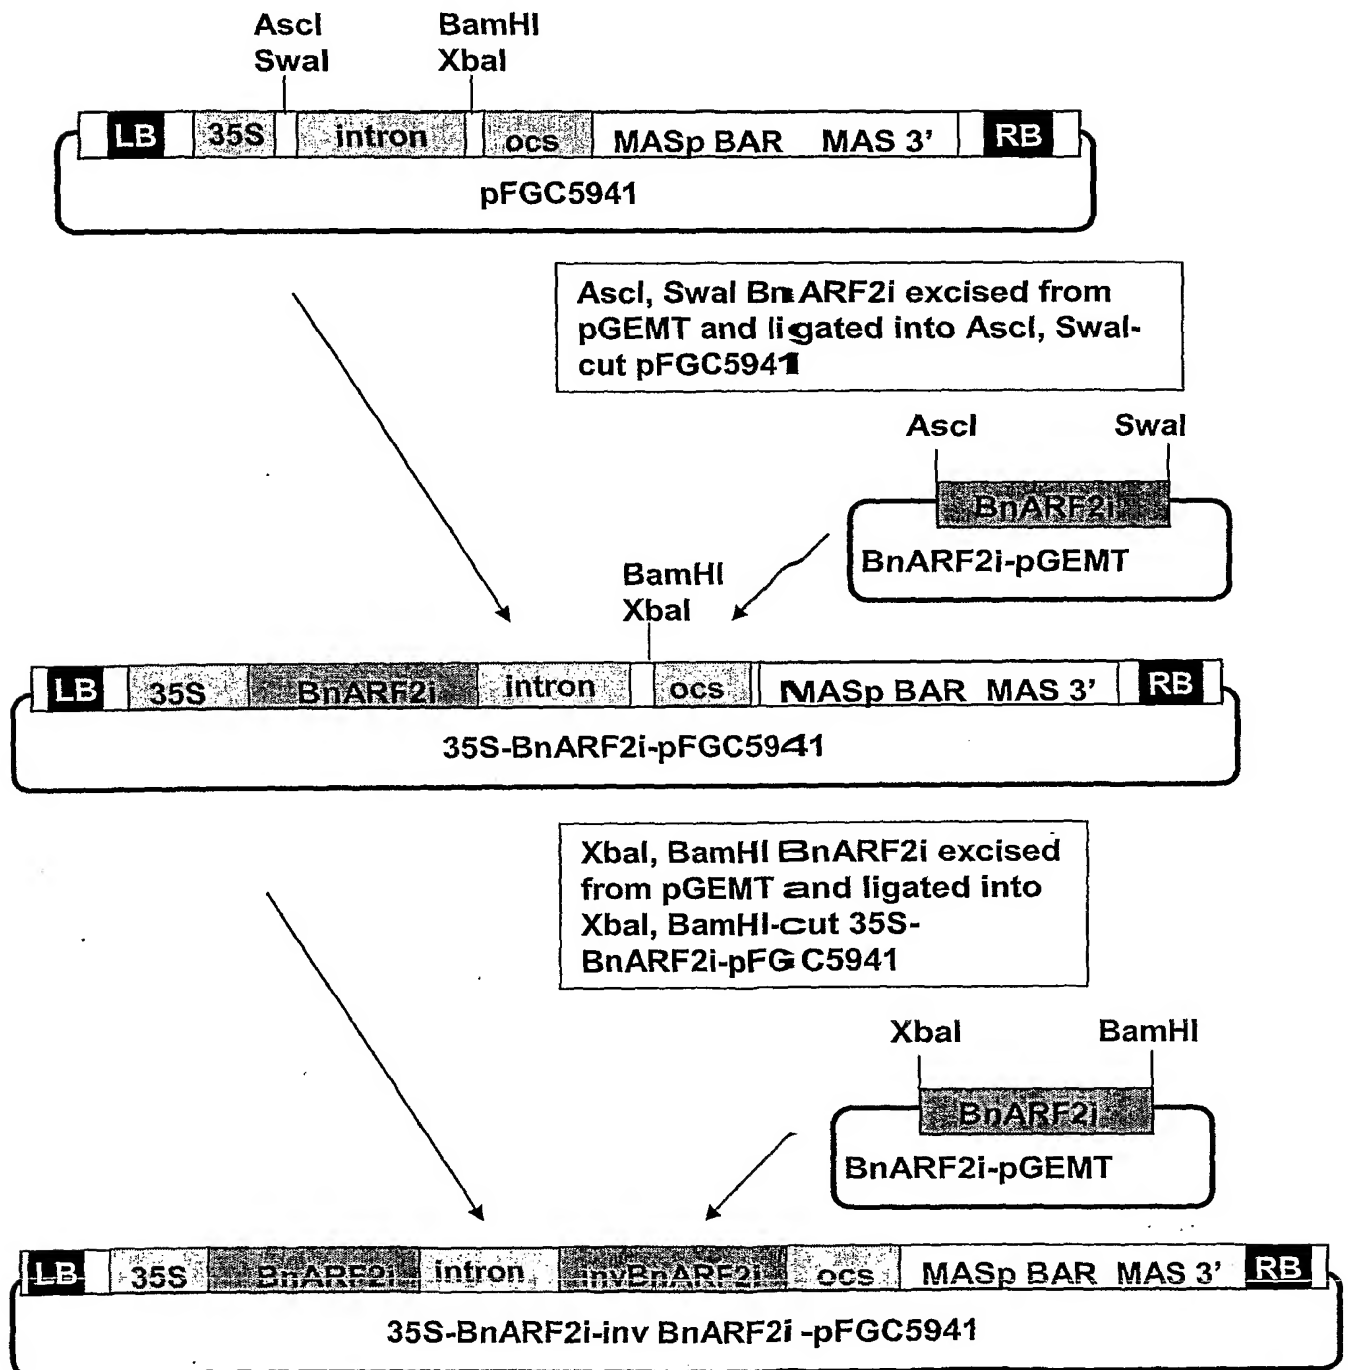 AscI BamHI
SwaI XbaI
LB 35S intron ocs MASp BAR MAS 3' RB
pFGC5941
AscI, SwaI BnARF2i excised from
pGEMT and ligated into AscI, SwaI-
cut pFGC5941
AscI SwaI
BnARF2i
BnARF2i-pGEMT
BamHI
XbaI
LB 35S BnARF2i intron ocs MASp BAR MAS 3' RB
35S-BnARF2i-pFGC5941
XbaI, BamHI BnARF2i excised
from pGEMT and ligated into
XbaI, BamHI-cut 35S-
BnARF2i-pFGC5941
XbaI BamHI
BnARF2i
BnARF2i-pGEMT
LB 35S BnARF2i intron invBnARF2i ocs MASp BAR MAS 3' RB
35S-BnARF2i-inv BnARF2i -pFGC5941